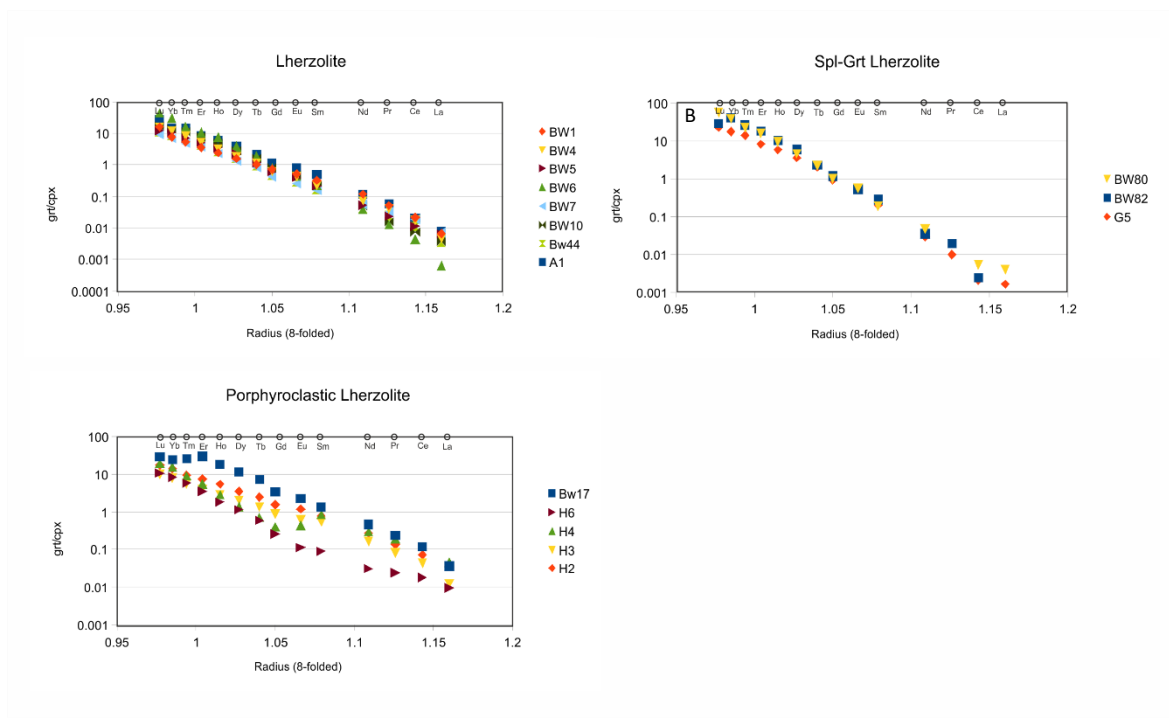 Lherzolite
100
10
1
0.1
0.01
0.001
0.0001
grt/cpx
Lu Yb Tm Er Ho Dy Tb Gd Eu Sm Nd Pr Ce La
0.95 1 1.05 1.1 1.15 1.2
Radius (8-folded)
BW1
BW4
BW5
BW6
BW7
BW10
Bw44
A1
Spl-Grt Lherzolite
B
100
10
1
0.1
0.01
0.001
grt/cpx
Lu Yb Tm Er Ho Dy Tb Gd Eu Sm Nd Pr Ce La
0.95 1 1.05 1.1 1.15 1.2
Radius (8-folded)
BW80
BW82
G5
Porphyroclastic Lherzolite
100
10
1
0.1
0.01
0.001
grt/cpx
Lu Yb Tm Er Ho Dy Tb Gd Eu Sm Nd Pr Ce La
0.95 1 1.05 1.1 1.15 1.2
Radius (8-folded)
Bw17
H6
H4
H3
H2